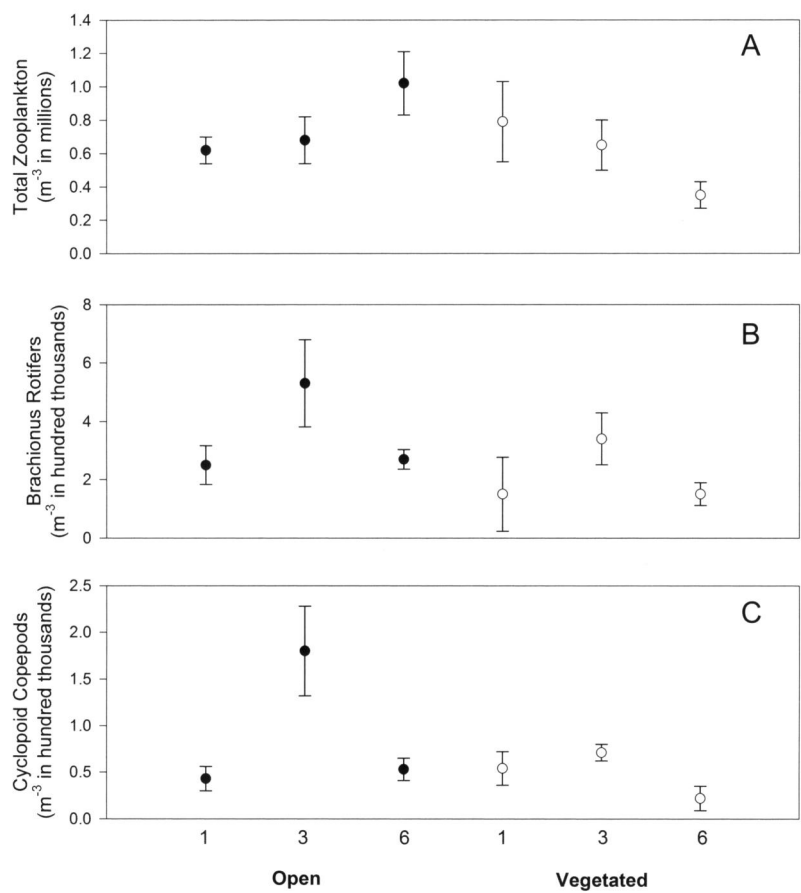 A
Total Zooplankton
(m⁻³ in millions)
1.4
1.2
1.0
0.8
0.6
0.4
0.2
0.0
B
Brachionus Rotifers
(m⁻³ in hundred thousands)
8
6
4
2
0
C
Cyclopoid Copepods
(m⁻³ in hundred thousands)
2.5
2.0
1.5
1.0
0.5
0.0
1 3 6 1 3 6
Open Vegetated